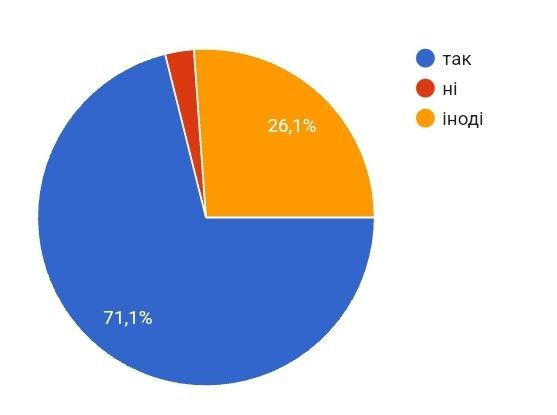 так
ні
іноді
26,1%
71,1%